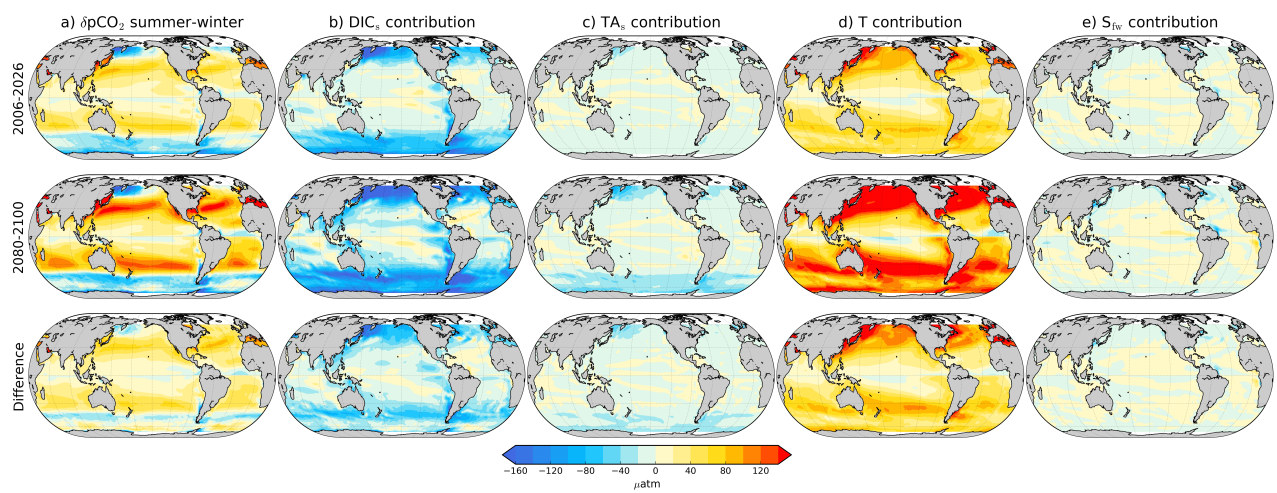 a) δpCO₂ summer-winter
b) DICₛ contribution
c) TAₛ contribution
d) T contribution
e) S_fw contribution
2006-2026
2080-2100
Difference
−160 −120 −80 −40 0 40 80 120
μatm